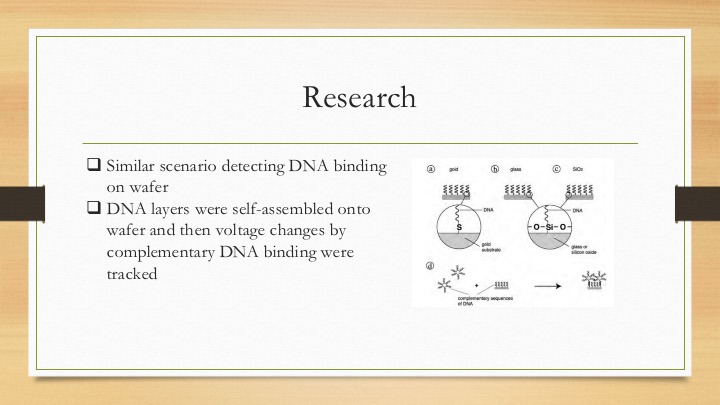 Research
❑ Similar scenario detecting DNA binding
on wafer
❑ DNA layers were self-assembled onto
wafer and then voltage changes by
complementary DNA binding were
tracked
ⓐ gold ⓑ glass ⓒ SiOx
DNA DNA
S -O-Si-O-
gold
substrate
glass or
silicon oxide
ⓓ
+
complementary sequences
of DNA